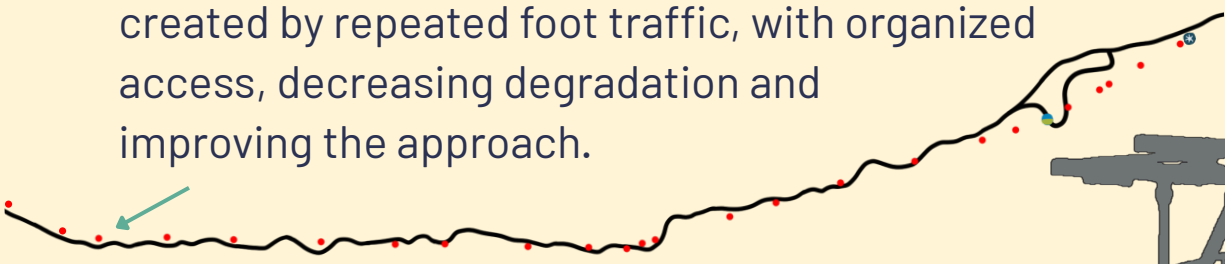 created by repeated foot traffic, with organized
access, decreasing degradation and
improving the approach.